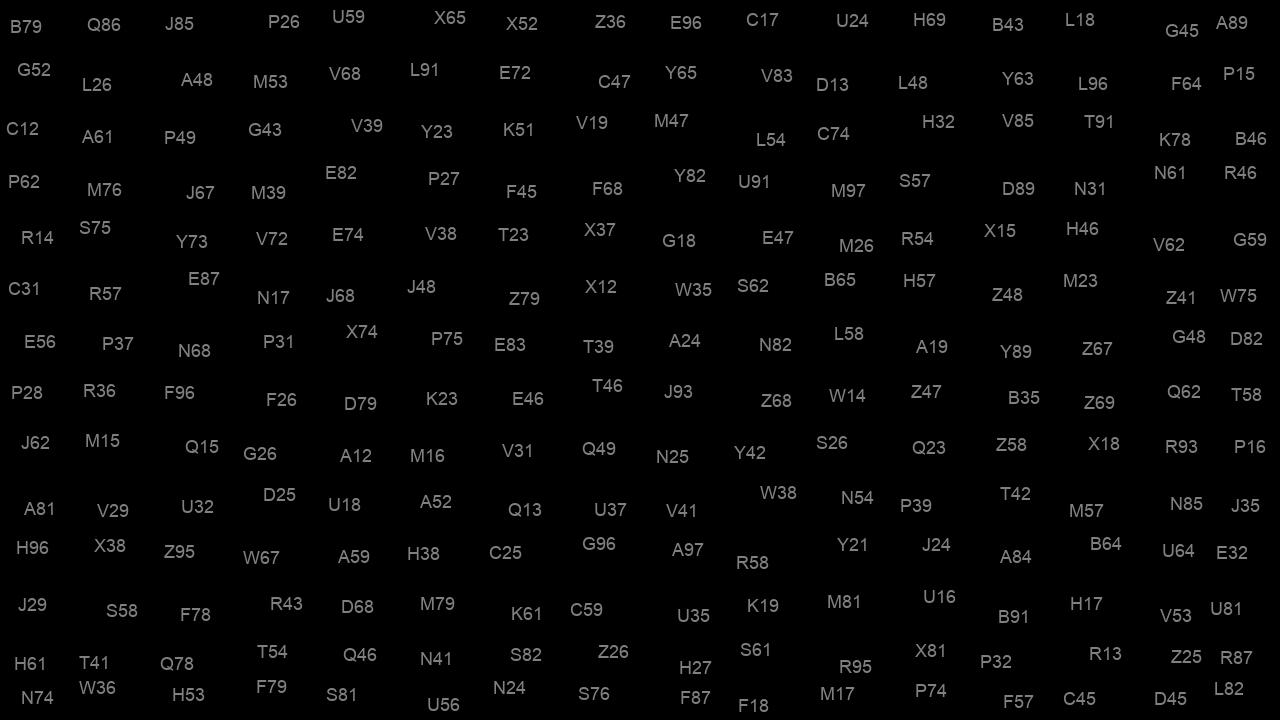 B79 Q86 J85 P26 U59 X65 X52 Z36 E96 C17 U24 H69 B43 L18 G45 A89
G52 L26 A48 M53 V68 L91 E72 C47 Y65 V83 D13 L48 Y63 L96 F64 P15
C12 A61 P49 G43 V39 Y23 K51 V19 M47 L54 C74 H32 V85 T91 K78 B46
P62 M76 J67 M39 E82 P27 F45 F68 Y82 U91 M97 S57 D89 N31 N61 R46
R14 S75 Y73 V72 E74 V38 T23 X37 G18 E47 M26 R54 X15 H46 V62 G59
C31 R57 E87 N17 J68 J48 Z79 X12 W35 S62 B65 H57 Z48 M23 Z41 W75
E56 P37 N68 P31 X74 P75 E83 T39 A24 N82 L58 A19 Y89 Z67 G48 D82
P28 R36 F96 F26 D79 K23 E46 T46 J93 Z68 W14 Z47 B35 Z69 Q62 T58
J62 M15 Q15 G26 A12 M16 V31 Q49 N25 Y42 S26 Q23 Z58 X18 R93 P16
A81 V29 U32 D25 U18 A52 Q13 U37 V41 W38 N54 P39 T42 M57 N85 J35
H96 X38 Z95 W67 A59 H38 C25 G96 A97 R58 Y21 J24 A84 B64 U64 E32
J29 S58 F78 R43 D68 M79 K61 C59 U35 K19 M81 U16 B91 H17 V53 U81
H61 T41 Q78 T54 Q46 N41 S82 Z26 H27 S61 R95 X81 P32 R13 Z25 R87
N74 W36 H53 F79 S81 U56 N24 S76 F87 F18 M17 P74 F57 C45 D45 L82